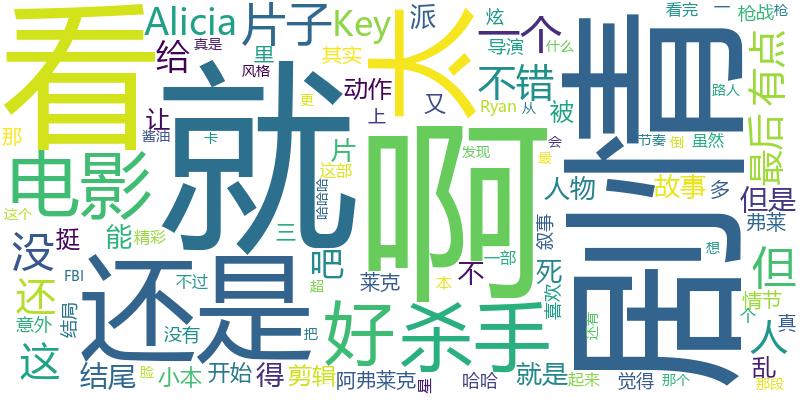 看
就
啊
太
剧情
还是
电影
好
杀手
Alicia
片子
Key
派
一个
炫
看完
一
枪战
枪
给
里
真是
风格
其实
导演
什么
不错
动作
有点
最后
让
上
又
更
Ryan
从
被
路人
那
酱油
卡
片
发现
会
节奏
倒
虽然
这部
最
哈哈哈
人物
故事
多
但是
这个
没
挺
能
精彩
三
叙事
弗莱
吧
不
一部
想
但
FBI
不过
超
莱克
本
死
喜欢
情节
个
真
还
意外
结局
没有
把
还有
人
乱
这
结尾
脸
小本
开始
得
剪辑
阿弗莱克
星
哈哈
就是
起来
觉得
那个
那段